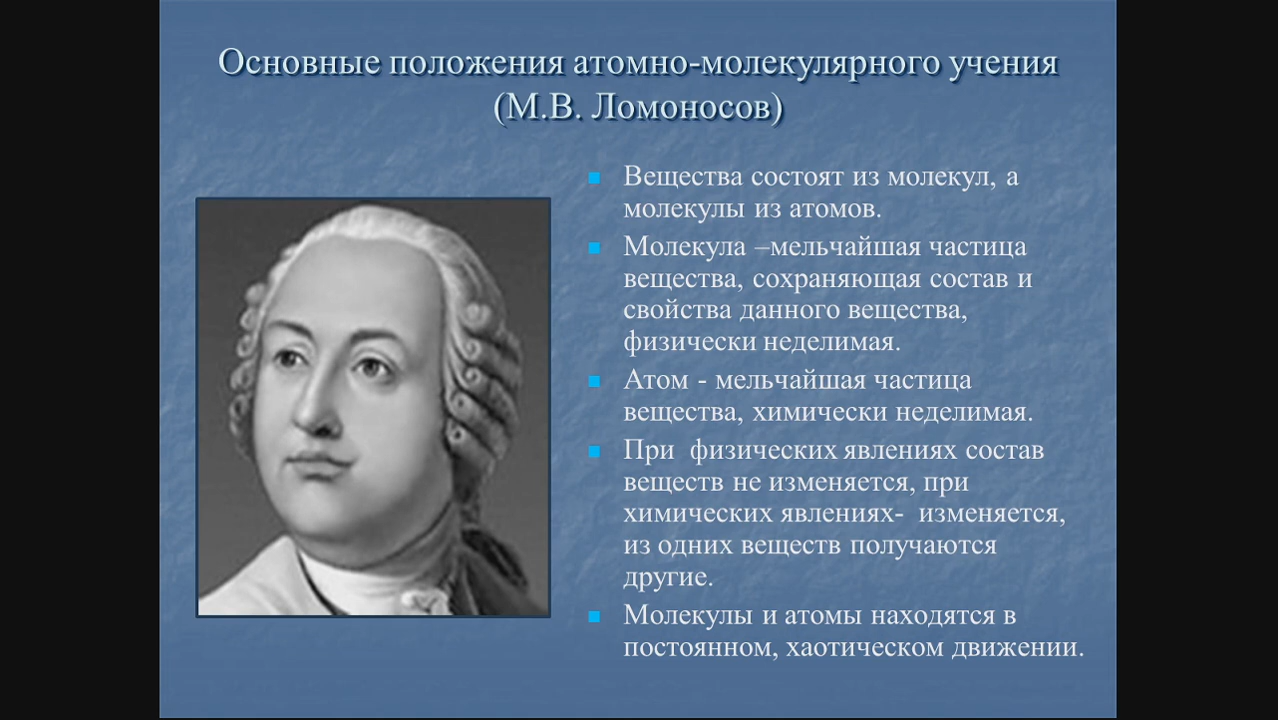 Основные положения атомно-молекулярного учения
(М.В. Ломоносов)
Вещества состоят из молекул, а
молекулы из атомов.
Молекула –мельчайшая частица
вещества, сохраняющая состав и
свойства данного вещества,
физически неделимая.
Атом - мельчайшая частица
вещества, химически неделимая.
При  физических явлениях состав
веществ не изменяется, при
химических явлениях-  изменяется,
из одних веществ получаются
другие.
Молекулы и атомы находятся в
постоянном, хаотическом движении.